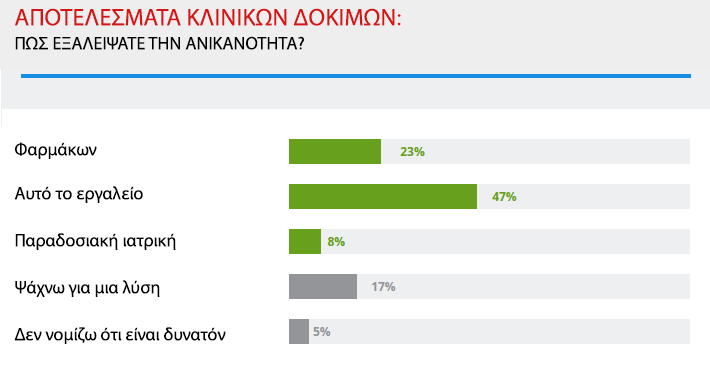 ΑΠΟΤΕΛΕΣΜΑΤΑ ΚΛΙΝΙΚΩΝ ΔΟΚΙΜΩΝ:
ΠΩΣ ΕΞΑΛΕΙΨΑΤΕ ΤΗΝ ΑΝΙΚΑΝΟΤΗΤΑ?
Φαρμάκων 23%
Αυτό το εργαλείο 47%
Παραδοσιακή ιατρική 8%
Ψάχνω για μια λύση 17%
Δεν νομίζω ότι είναι δυνατόν 5%